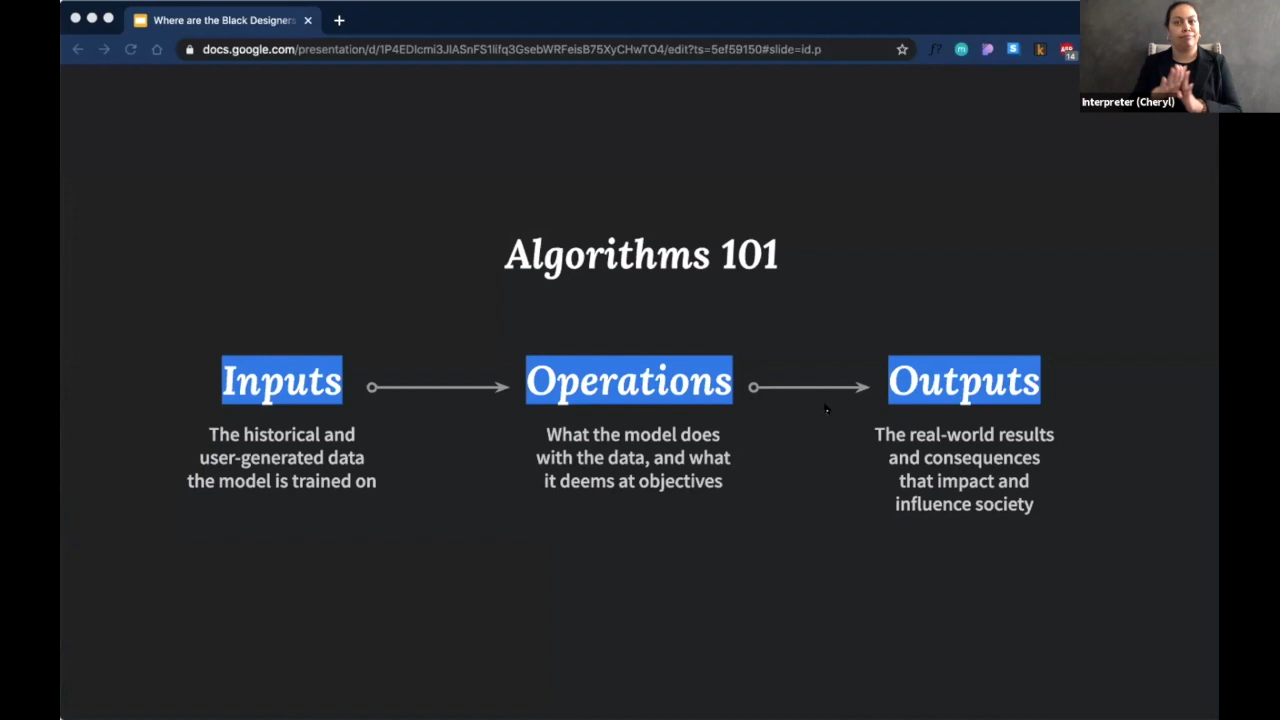 Where are the Black Designers
docs.google.com/presentation/d/1P4EDIcmi3JIASnFS1lifq3GsebWRFeisB75XyCHwTO4/edit?ts=5ef59150#slide=id.p
f?
m
S
k
14
Interpreter (Cheryl)
Algorithms 101
Inputs
Operations
Outputs
The historical and
user-generated data
the model is trained on
What the model does
with the data, and what
it deems at objectives
The real-world results
and consequences
that impact and
influence society